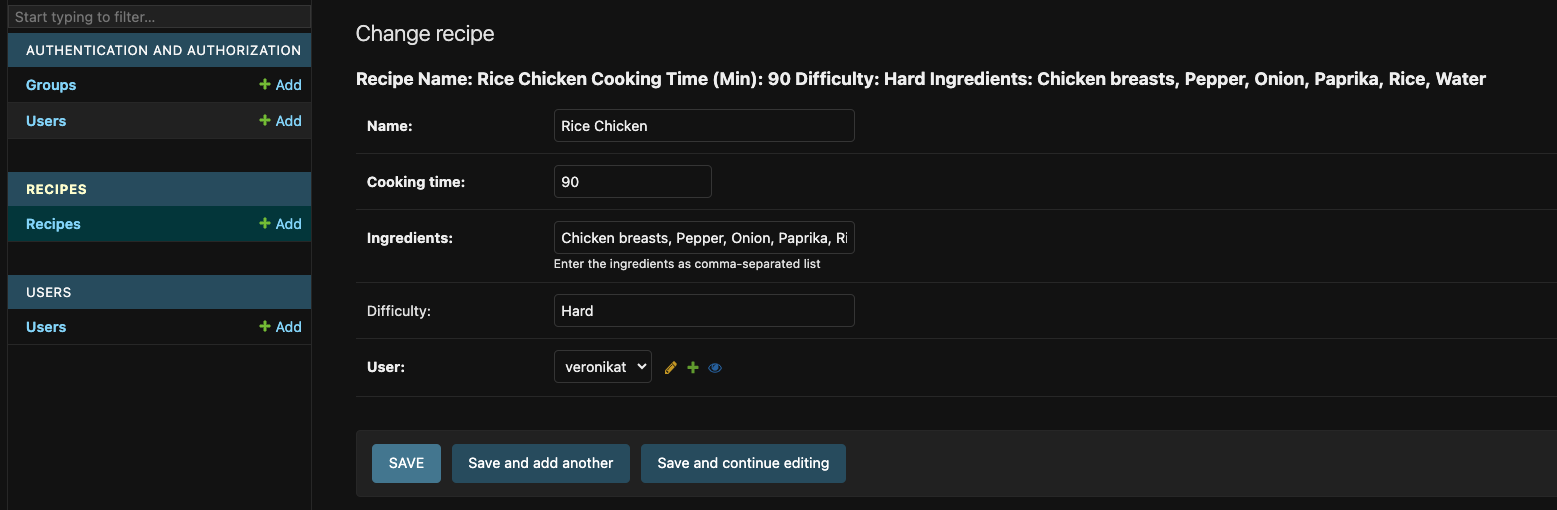 Start typing to filter...
AUTHENTICATION AND AUTHORIZATION
Groups + Add
Users + Add
RECIPES
Recipes + Add
USERS
Users + Add
Change recipe
Recipe Name: Rice Chicken Cooking Time (Min): 90 Difficulty: Hard Ingredients: Chicken breasts, Pepper, Onion, Paprika, Rice, Water
Name: Rice Chicken
Cooking time: 90
Ingredients: Chicken breasts, Pepper, Onion, Paprika, Ri
Enter the ingredients as comma-separated list
Difficulty: Hard
User: veronikat
SAVE Save and add another Save and continue editing